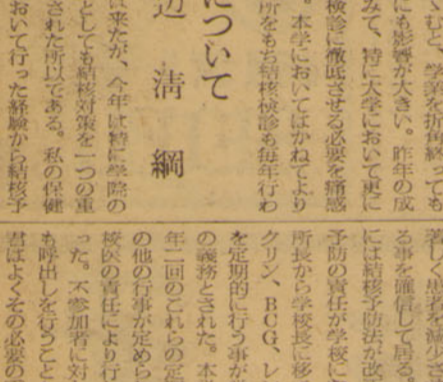 ゝむと、学業を折角終っても
にも影響が大きい。昨年の成
みて、特に大学において更に
検診に徹底させる必要を痛感
。本学においてはかねてより
所をもち結核検診も毎年行わ
について
辺 清 綱
は来たが、今年は特に学院の
としても結核対策を一つの重
された所以である。私の保健
おいて行った経験から結核予
著しく患者を減少さ
る事を確信して居る。
には結核予防法が改
予防の責任が学校に
所長から学校長に移
クリン、BCG、レ
を定期的に行う事が
の義務とされた。本
年二回のこれらの定
の他の行事が定めら
校医の責任により行
った。不参加者に対
も呼出しを行うこと
君はよくその必要の